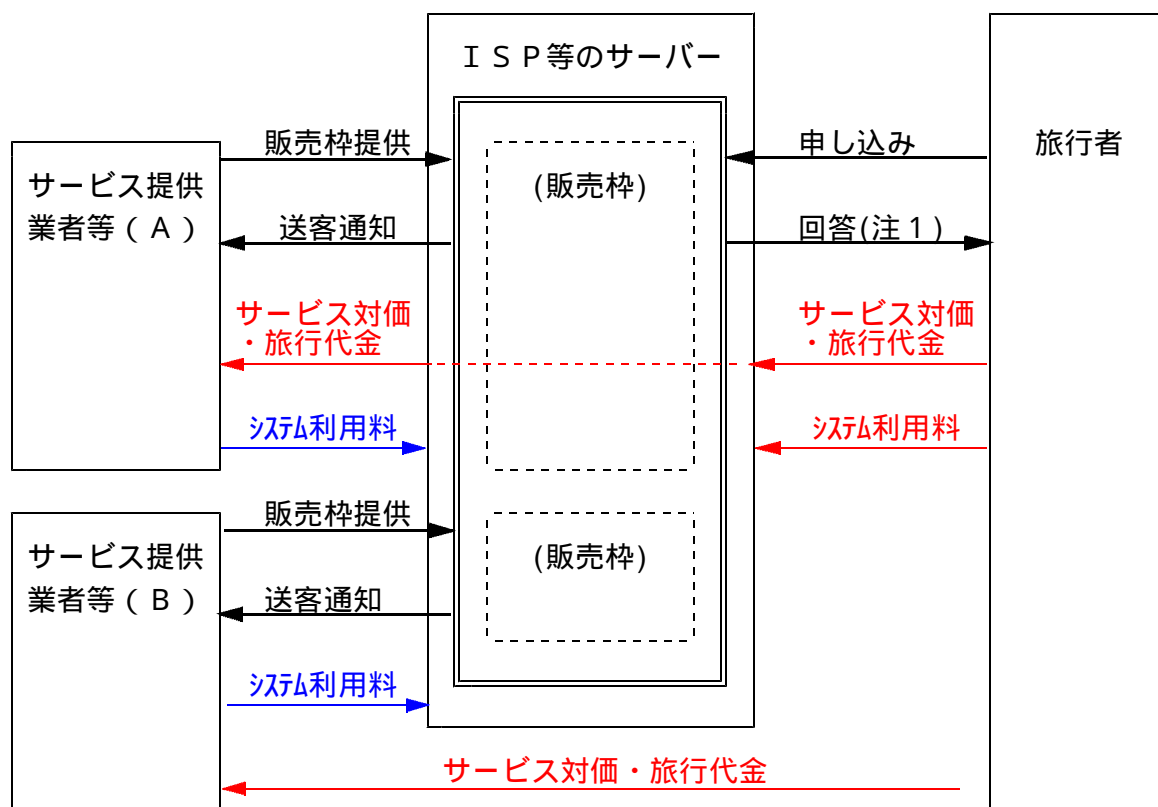 ＩＳＰ等のサーバー
販売枠提供
申し込み
旅行者
サービス提供
業者等（Ａ）
(販売枠)
送客通知
回答(注１)
サービス対価
・旅行代金
サービス対価
・旅行代金
ｼｽﾃﾑ利用料
ｼｽﾃﾑ利用料
販売枠提供
サービス提供
業者等（Ｂ）
(販売枠)
送客通知
ｼｽﾃﾑ利用料
サービス対価・旅行代金